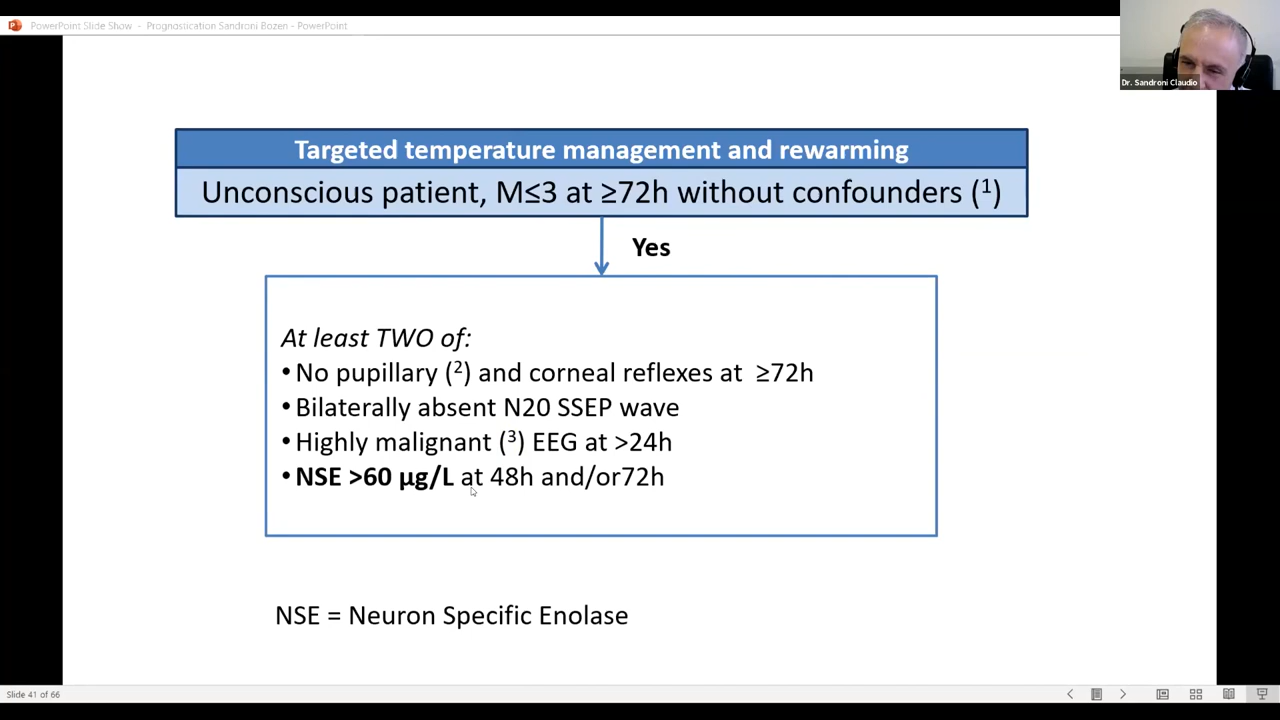 PowerPoint Slide Show - Prognostication Sandroni Bozen - PowerPoint
Dr. Sandroni Claudio
Targeted temperature management and rewarming
Unconscious patient, M≤3 at ≥72h without confounders (¹)
Yes
At least TWO of:
•No pupillary (²) and corneal reflexes at ≥72h
•Bilaterally absent N20 SSEP wave
•Highly malignant (³) EEG at >24h
•NSE >60 µg/L at 48h and/or72h
NSE = Neuron Specific Enolase
Slide 41 of 66